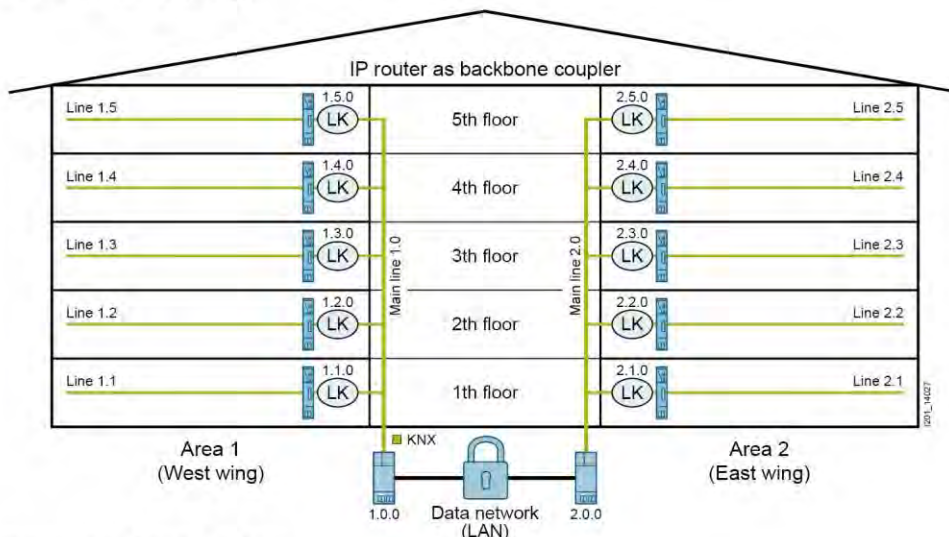 IP router as backbone coupler
Line 1.5
1.5.0
LK
5th floor
2.5.0
LK
Line 2.5
Line 1.4
1.4.0
LK
4th floor
2.4.0
LK
Line 2.4
Line 1.3
1.3.0
LK
Main line 1.0
3th floor
Main line 2.0
2.3.0
LK
Line 2.3
Line 1.2
1.2.0
LK
2th floor
2.2.0
LK
Line 2.2
Line 1.1
1.1.0
LK
1th floor
2.1.0
LK
Line 2.1
I201_14027
Area 1
(West wing)
KNX
Area 2
(East wing)
1.0.0
Data network
(LAN)
2.0.0